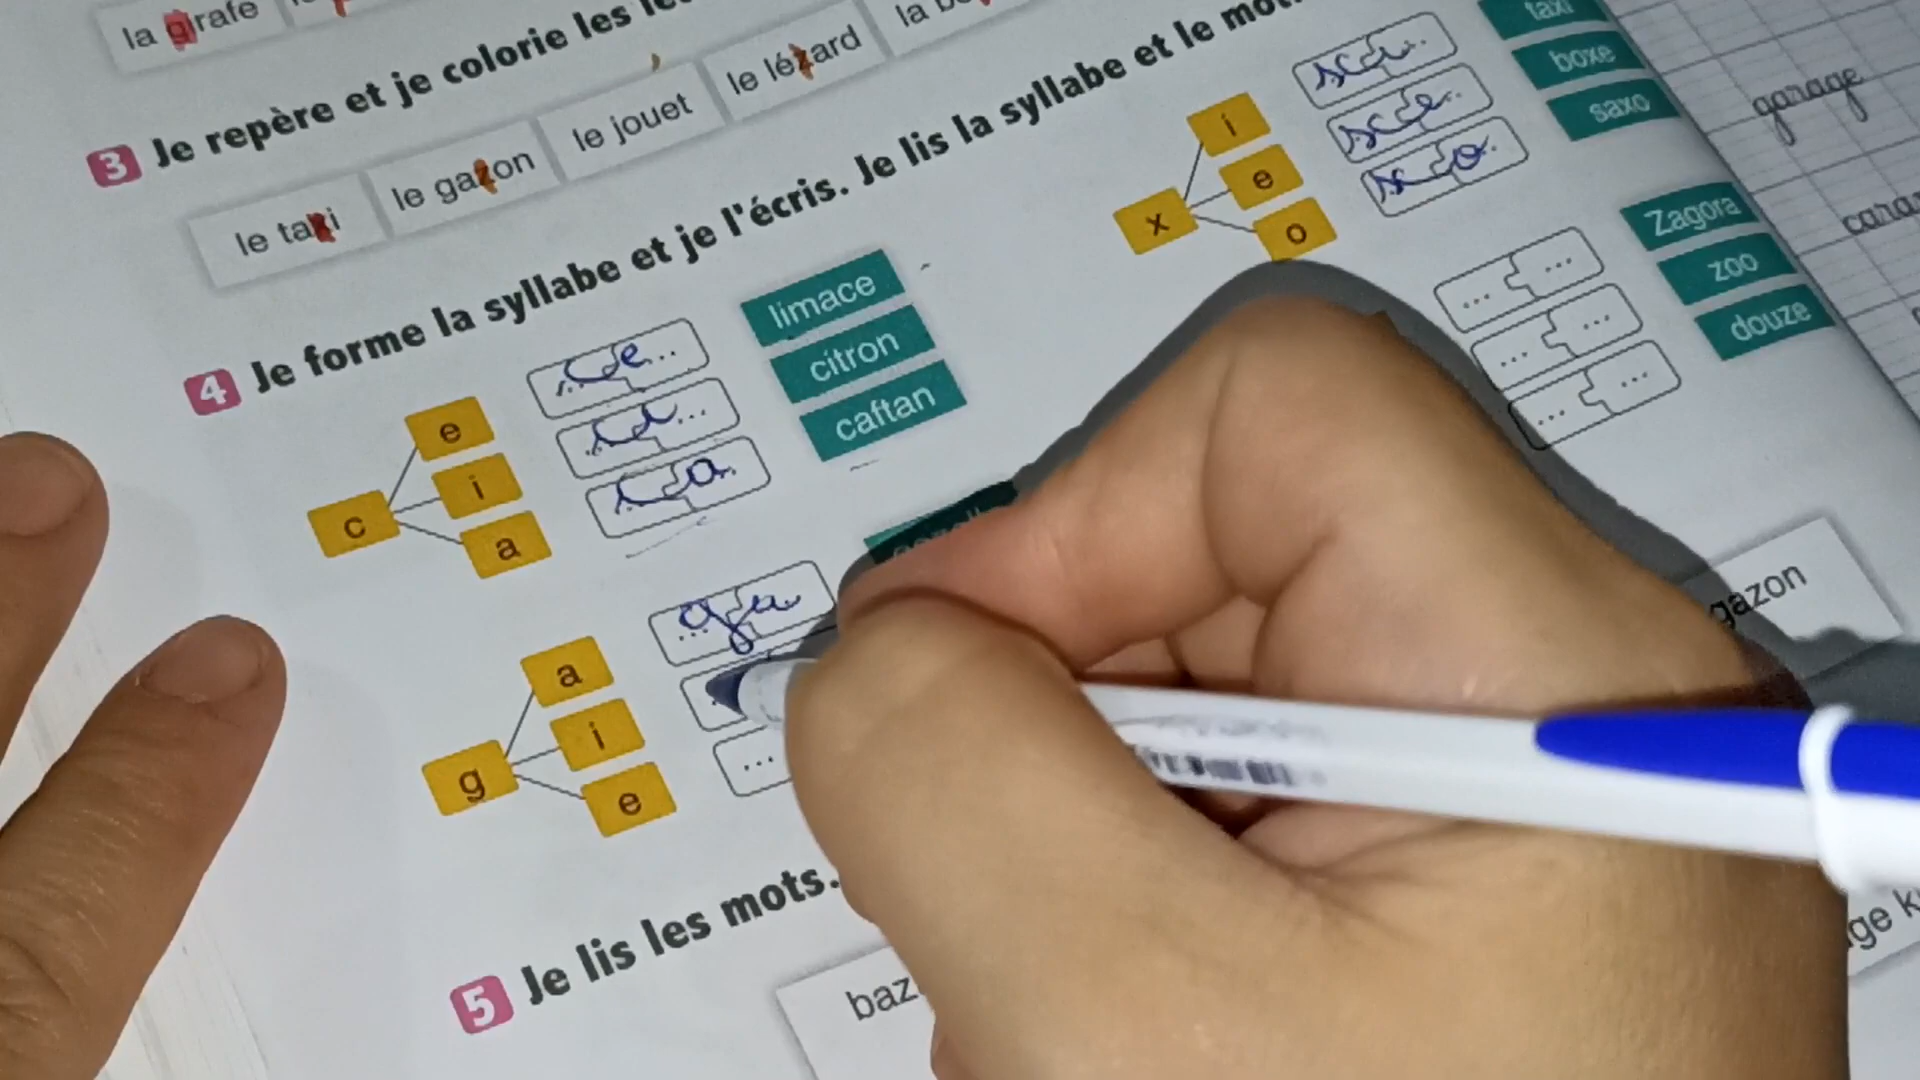 la girafe
3 Je repère et je colorie les
le taxi
le gazon
le jouet
le lézard
la
4 Je forme la syllabe et je l'écris. Je lis la syllabe et le mot.
c
e
i
a
ce
ci
ca
limace
citron
caftan
x
i
e
o
xi
xe
xo
taxi
boxe
saxo
... ...
... ...
... ...
Zagora
zoo
douze
g
a
i
e
ga
...
garage
5 Je lis les mots.
gazon